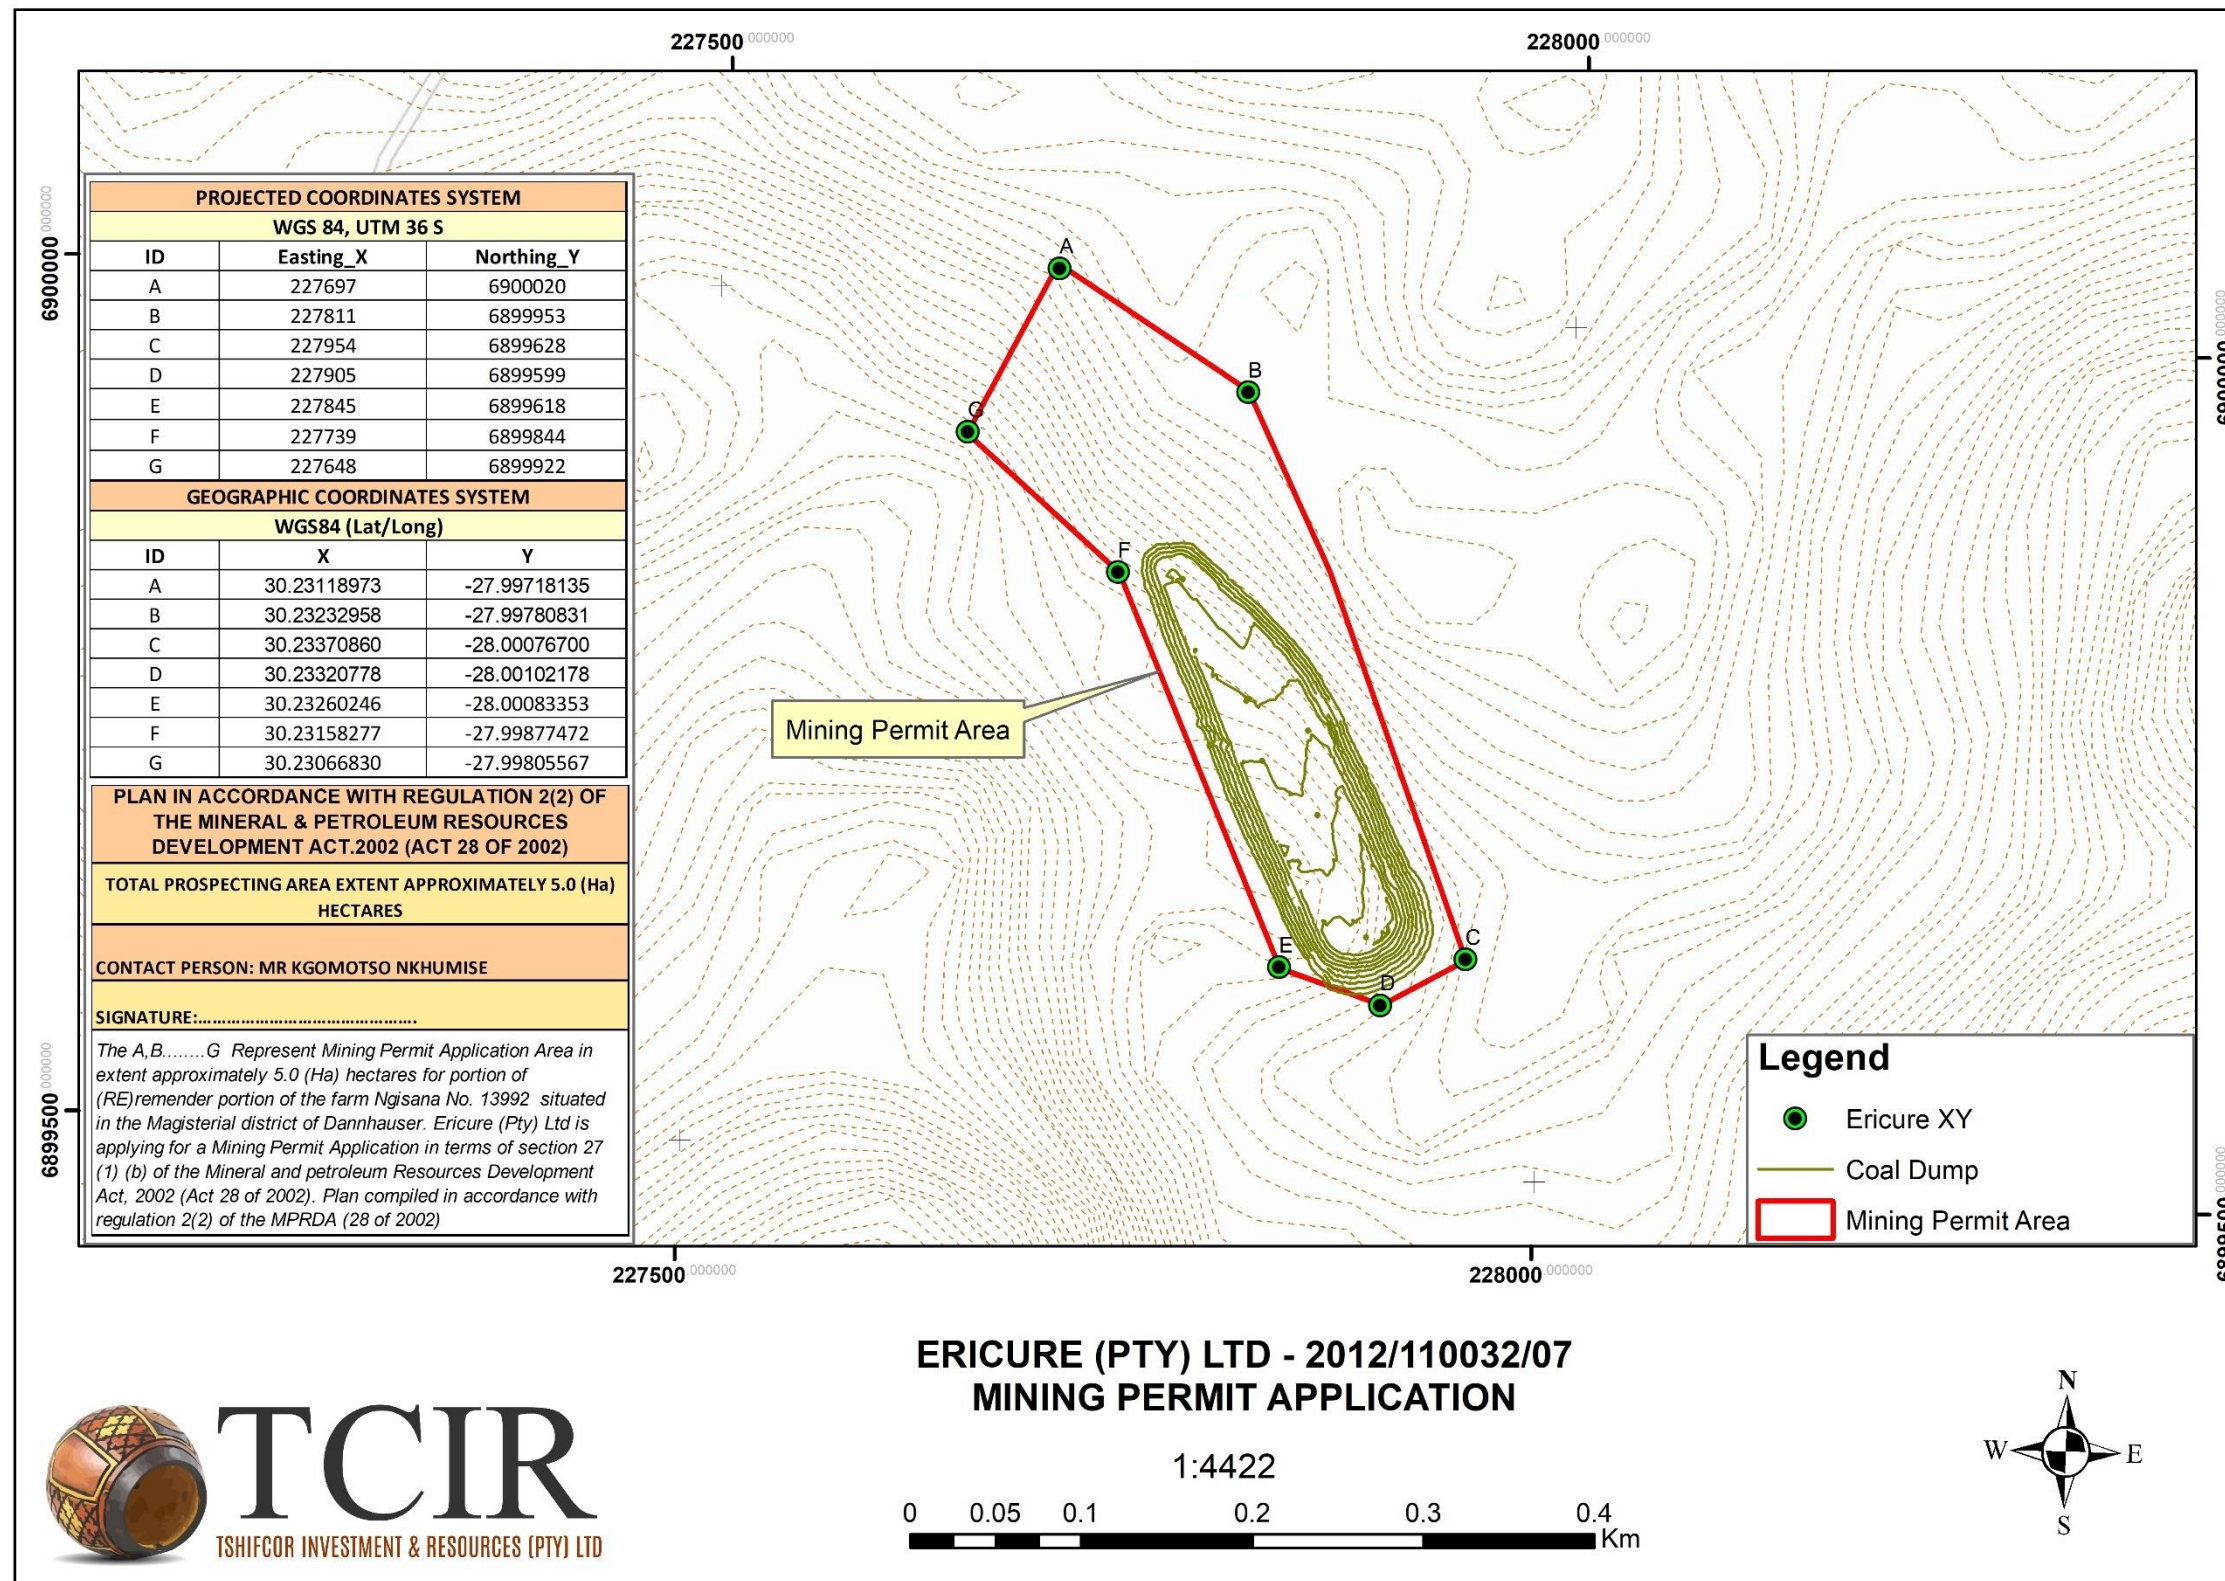 227500.000000
228000.000000
6900000.000000
6899500.000000
PROJECTED COORDINATES SYSTEM
WGS 84, UTM 36 S
ID Easting_X Northing_Y
A 227697 6900020
B 227811 6899953
C 227954 6899628
D 227905 6899599
E 227845 6899618
F 227739 6899844
G 227648 6899922
GEOGRAPHIC COORDINATES SYSTEM
WGS84 (Lat/Long)
ID X Y
A 30.23118973 -27.99718135
B 30.23232958 -27.99780831
C 30.23370860 -28.00076700
D 30.23320778 -28.00102178
E 30.23260246 -28.00083353
F 30.23158277 -27.99877472
G 30.23066830 -27.99805567
PLAN IN ACCORDANCE WITH REGULATION 2(2) OF
THE MINERAL & PETROLEUM RESOURCES
DEVELOPMENT ACT.2002 (ACT 28 OF 2002)
TOTAL PROSPECTING AREA EXTENT APPROXIMATELY 5.0 (Ha)
HECTARES
CONTACT PERSON: MR KGOMOTSO NKHUMISE
SIGNATURE:............................................
The A,B........G Represent Mining Permit Application Area in
extent approximately 5.0 (Ha) hectares for portion of
(RE)remender portion of the farm Ngisana No. 13992 situated
in the Magisterial district of Dannhauser. Ericure (Pty) Ltd is
applying for a Mining Permit Application in terms of section 27
(1) (b) of the Mineral and petroleum Resources Development
Act, 2002 (Act 28 of 2002). Plan compiled in accordance with
regulation 2(2) of the MPRDA (28 of 2002)
A
B
G
F
Mining Permit Area
E
C
D
Legend
Ericure XY
Coal Dump
Mining Permit Area
6900000.000000
6899500.000000
227500.000000
228000.000000
ERICURE (PTY) LTD - 2012/110032/07
MINING PERMIT APPLICATION
1:4422
0 0.05 0.1 0.2 0.3 0.4
Km
TCIR
TSHIFCOR INVESTMENT & RESOURCES (PTY) LTD
N
W E
S